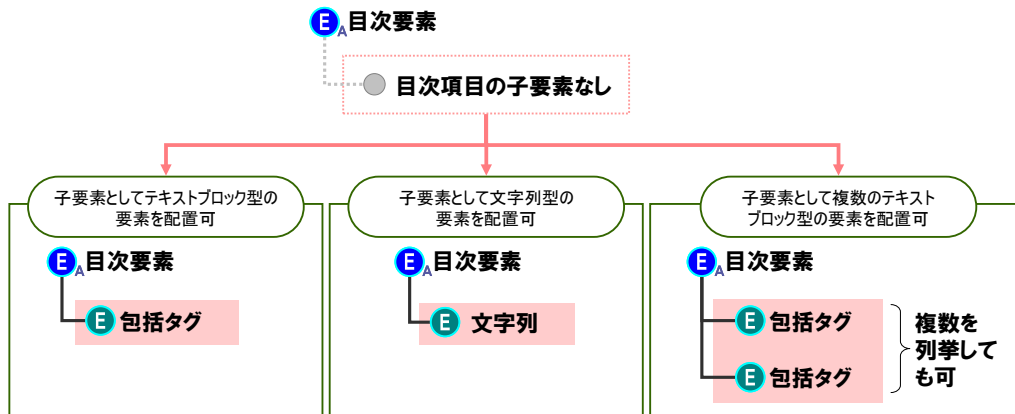 E A 目次要素
目次項目の子要素なし
子要素としてテキストブロック型の
要素を配置可
E A 目次要素
E 包括タグ
子要素として文字列型の
要素を配置可
E A 目次要素
E 文字列
子要素として複数のテキスト
ブロック型の要素を配置可
E A 目次要素
E 包括タグ
E 包括タグ
複数を
列挙して
も可